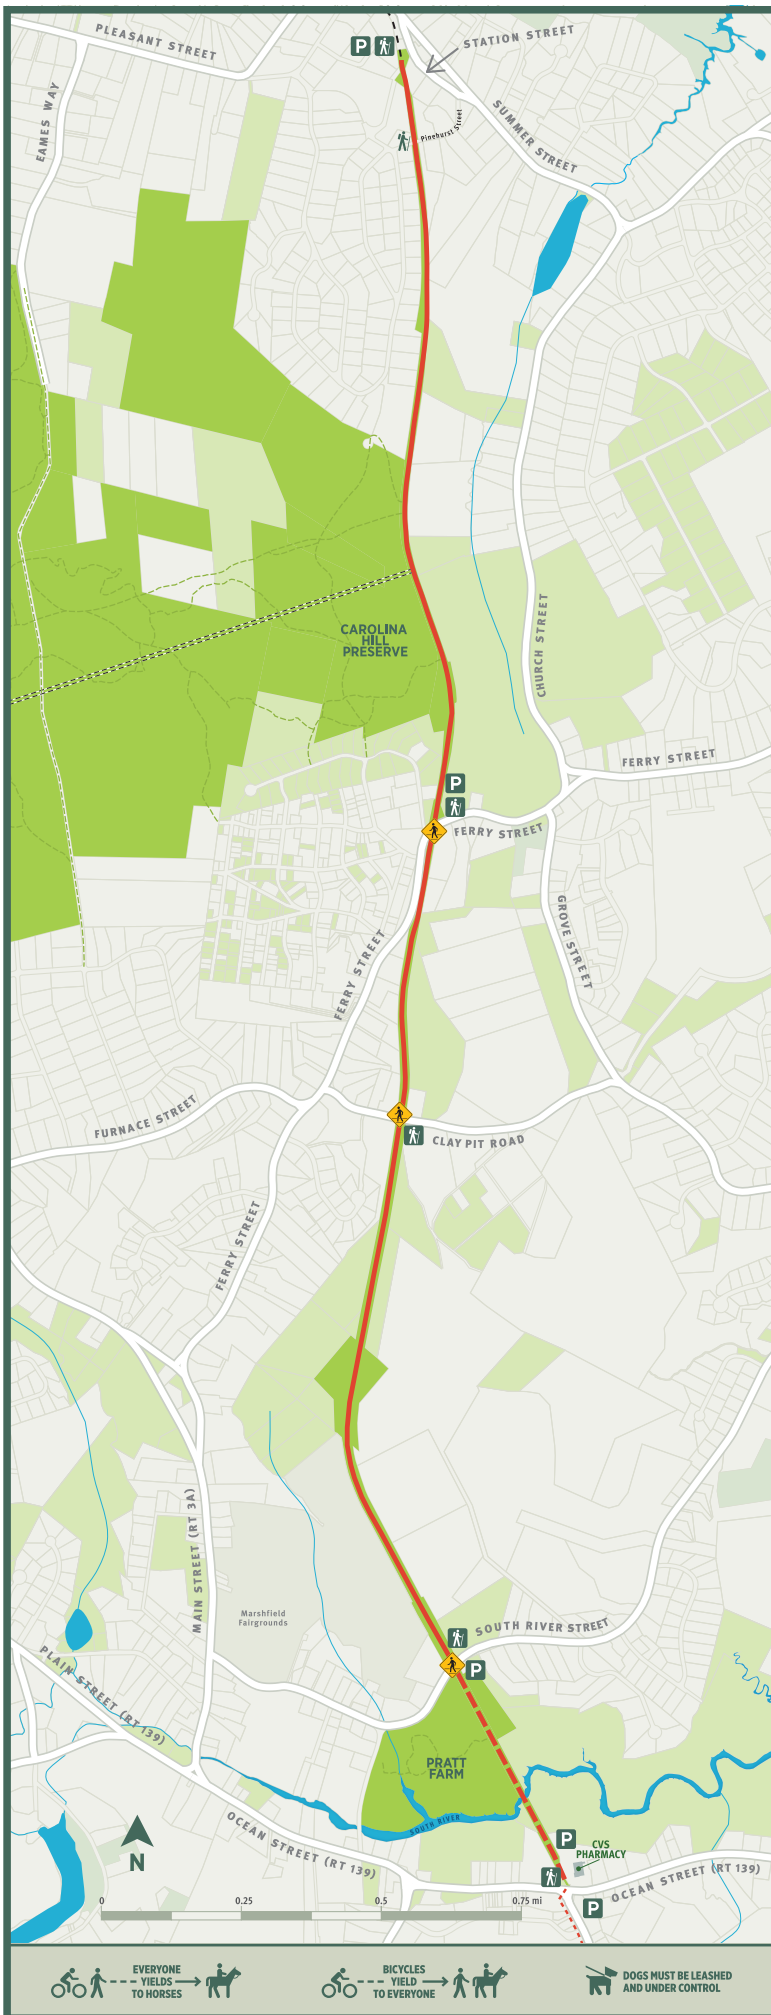 PLEASANT STREET
P
STATION STREET
EAMES WAY
SUMMER STREET
Pinehurst Street
CAROLINA
HILL
PRESERVE
CHURCH STREET
FERRY STREET
P
FERRY STREET
GROVE STREET
FERRY STREET
FURNACE STREET
CLAY PIT ROAD
FERRY STREET
MAIN STREET (RT 3A)
Marshfield
Fairgrounds
SOUTH RIVER STREET
P
PLAIN STREET (RT 139)
PRATT
FARM
SOUTH RIVER
OCEAN STREET (RT 139)
P
CVS
PHARMACY
OCEAN STREET (RT 139)
P
N
0 0.25 0.5 0.75 mi
EVERYONE
YIELDS
TO HORSES
BICYCLES
YIELD
TO EVERYONE
DOGS MUST BE LEASHED
AND UNDER CONTROL